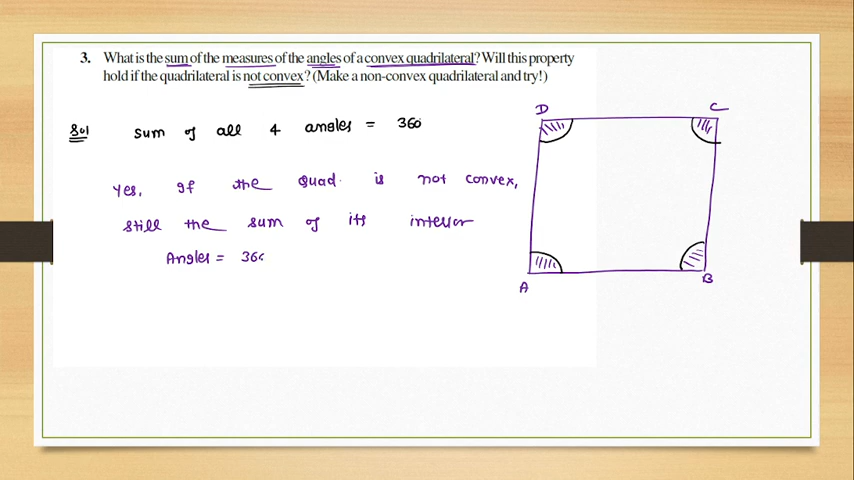 3. What is the sum of the measures of the angles of a convex quadrilateral? Will this property
hold if the quadrilateral is not convex? (Make a non-convex quadrilateral and try!)
Sol sum of all 4 angles = 360
Yes, If the Quad. is not convex,
still the sum of its interior
Angles = 360
D C
A B